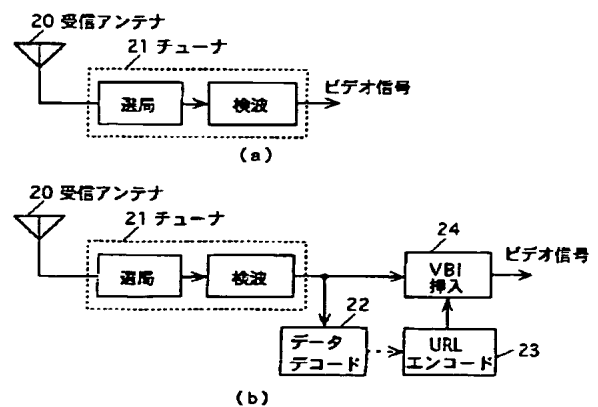 20 受信アンテナ
21 チューナ
選局
検波
ビデオ信号
(a)
20 受信アンテナ
21 チューナ
選局
検波
24
VBI
挿入
ビデオ信号
22
データ
デコード
URL
エンコード
23
(b)